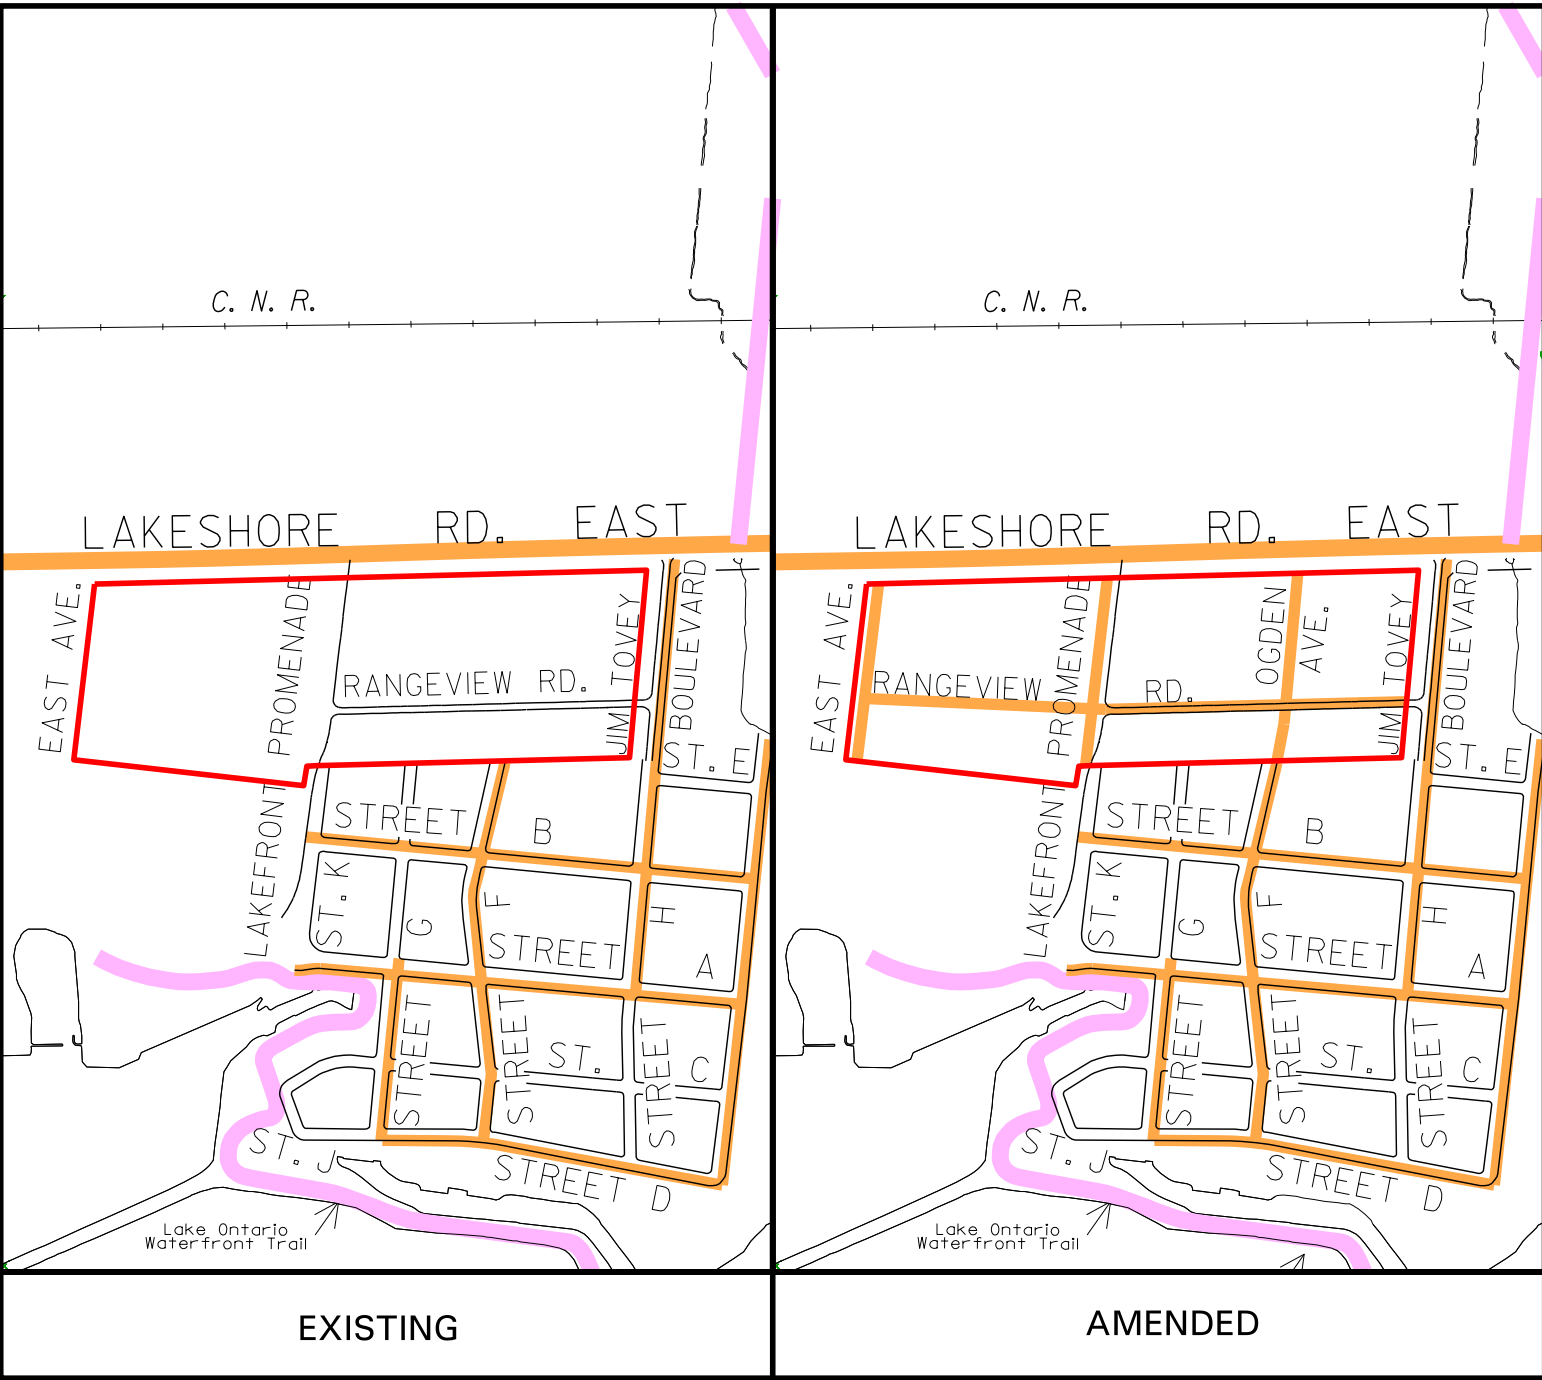 C. N. R.
LAKESHORE RD. EAST
EAST AVE.
LAKEFRONT PROMENADE
RANGEVIEW RD.
JIM TOVEY
BOULEVARD
ST. E
STREET B
ST. K
STREET G
STREET F
STREET H
STREET A
ST. C
ST. J
STREET D
Lake Ontario
Waterfront Trail
EXISTING
C. N. R.
LAKESHORE RD. EAST
EAST AVE.
LAKEFRONT PROMENADE
RANGEVIEW RD.
OGDEN
AVE.
JIM TOVEY
BOULEVARD
ST. E
STREET B
ST. K
STREET G
STREET F
STREET H
STREET A
ST. C
ST. J
STREET D
Lake Ontario
Waterfront Trail
AMENDED